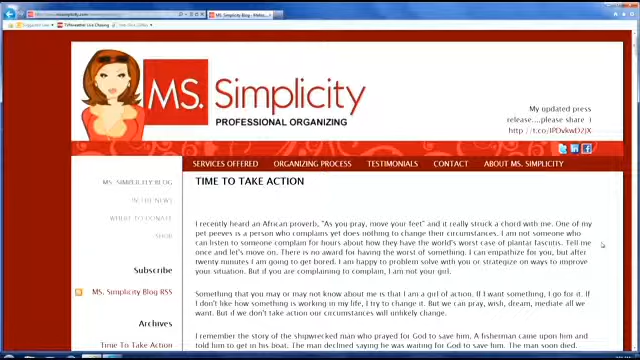 MS. Simplicity Blog - Melis...
MS. Simplicity
PROFESSIONAL ORGANIZING
My updated press
release....please share :)
http://t.co/IPDvkwD2JX
SERVICES OFFERED ORGANIZING PROCESS TESTIMONIALS CONTACT ABOUT MS. SIMPLICITY
MS. SIMPLICITY BLOG
IN THE NEWS
WHERE TO DONATE
SHOP
Subscribe
MS. Simplicity Blog RSS
Archives
Time To Take Action
TIME TO TAKE ACTION
I recently heard an African proverb, "As you pray, move your feet" and it really struck a chord with me. One of my
pet peeves is a person who complains yet does nothing to change their circumstances. I am not someone who
can listen to someone complain for hours about how they have the world's worst case of plantar fasciitis. Tell me
once and let's move on. There is no award for having the worst of something. I can empathize for you, but after
twenty minutes I am going to get bored. I am happy to problem solve with you or strategize on ways to improve
your situation. But if you are complaining to complain, I am not your girl.
Something that you may or may not know about me is that I am a girl of action. If I want something, I go for it. If
I don't like how something is working in my life, I try to change it. But we can pray, wish, dream, mediate all we
want. But if we don't take action our circumstances will unlikely change.
I remember the story of the shipwrecked man who prayed for God to save him. A fisherman came upon him and
told him to get in his boat. The man declined saying he was waiting for God to save him. The man soon died.